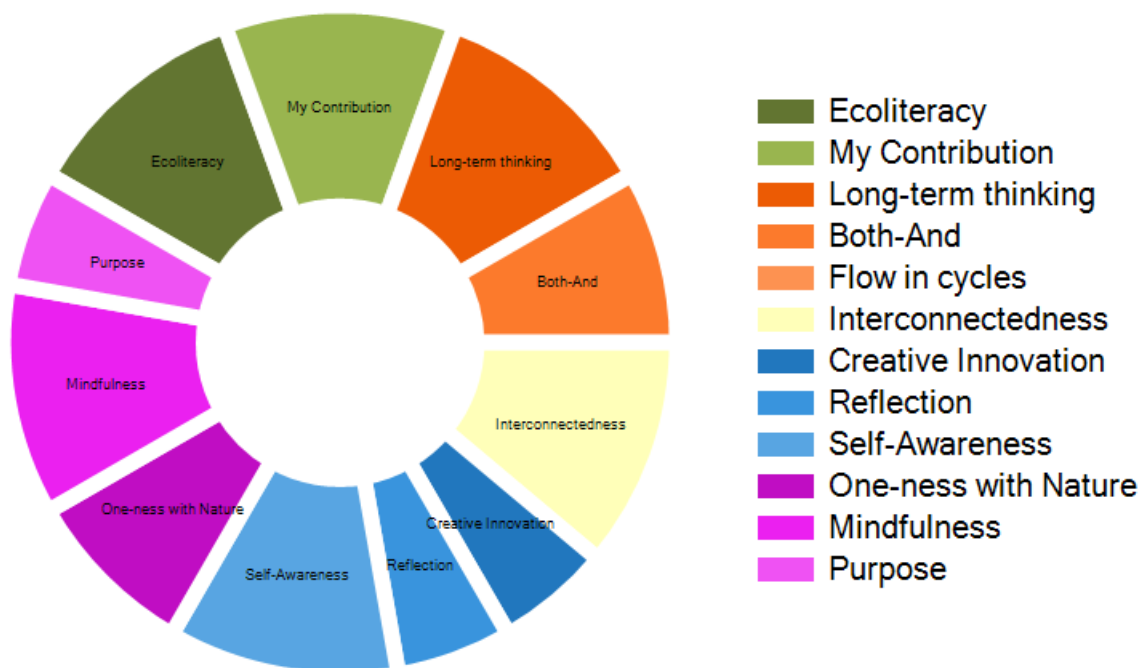 My Contribution
Ecoliteracy
Long-term thinking
Purpose
Both-And
Mindfulness
Interconnectedness
One-ness with Nature
Creative Innovation
Reflection
Self-Awareness
Ecoliteracy
My Contribution
Long-term thinking
Both-And
Flow in cycles
Interconnectedness
Creative Innovation
Reflection
Self-Awareness
One-ness with Nature
Mindfulness
Purpose